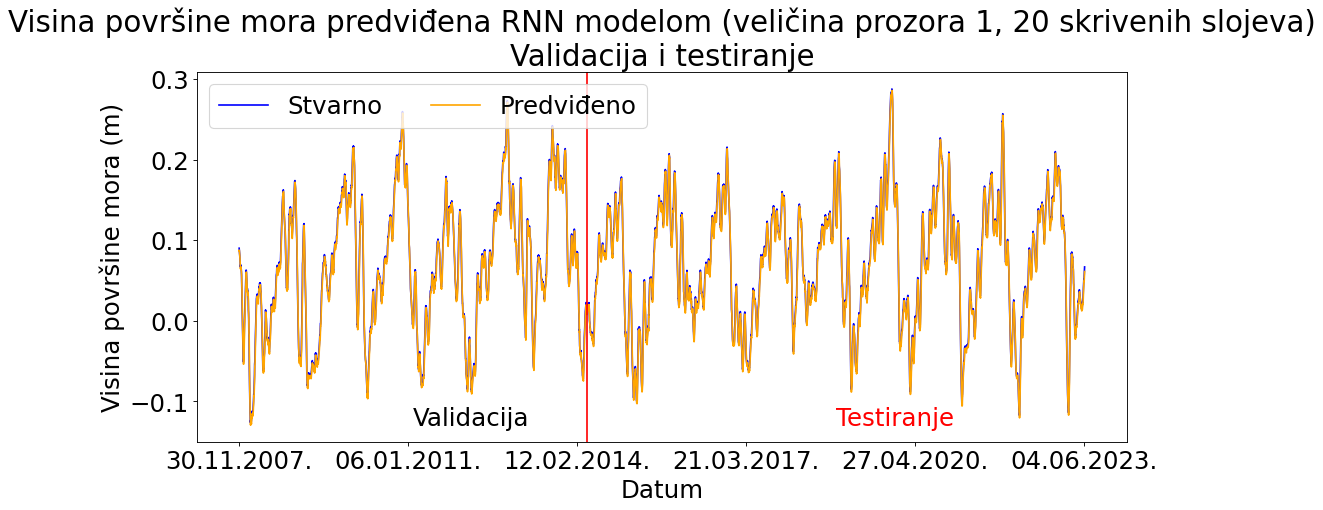 Visina površine mora predviđena RNN modelom (veličina prozora 1, 20 skrivenih slojeva)
Validacija i testiranje
Stvarno Predviđeno
Visina površine mora (m)
0.3
0.2
0.1
0.0
−0.1
Validacija
Testiranje
30.11.2007. 06.01.2011. 12.02.2014. 21.03.2017. 27.04.2020. 04.06.2023.
Datum